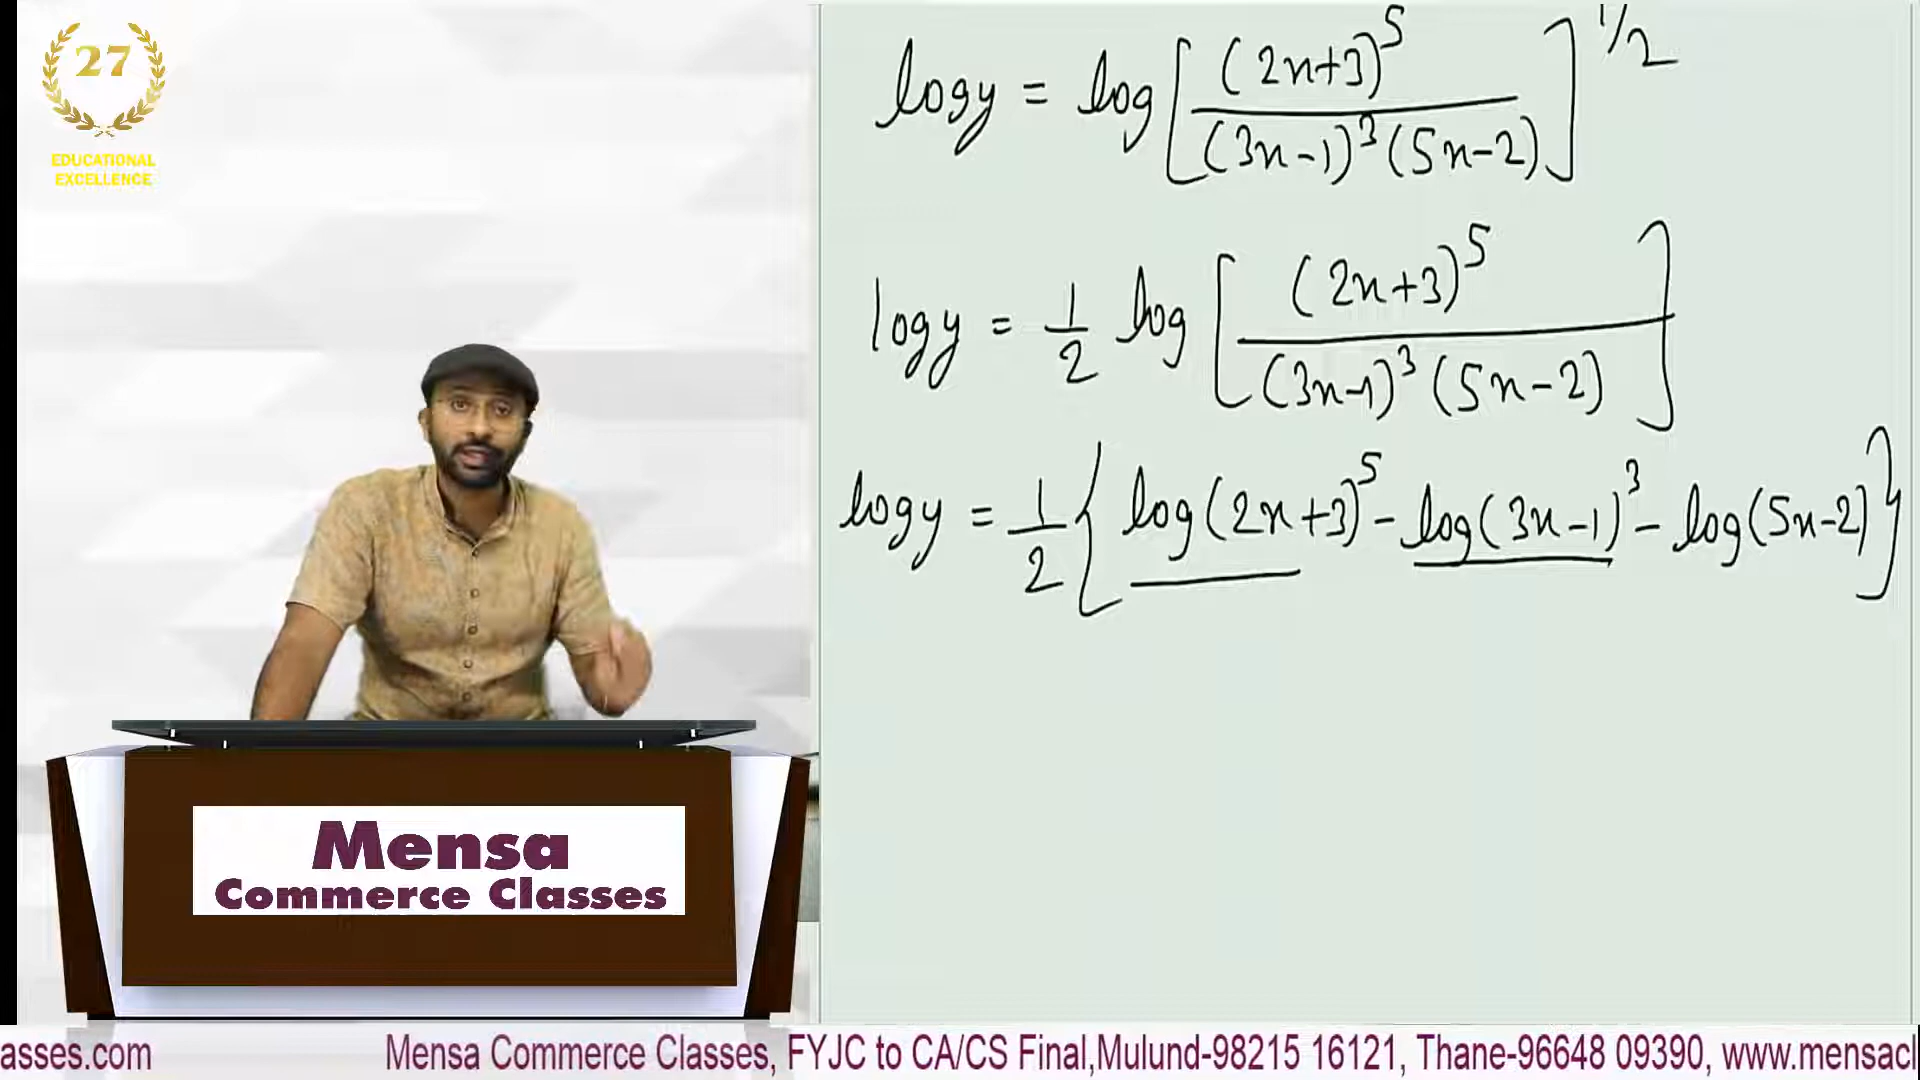 27
EDUCATIONAL
EXCELLENCE
logy = log[(2x+3)^5 / (3x-1)^3 (5x-2)]^1/2
logy = 1/2 log[(2x+3)^5 / (3x-1)^3 (5x-2)]
logy = 1/2 {log(2x+3)^5 - log(3x-1)^3 - log(5x-2)}
Mensa
Commerce Classes
asses.com Mensa Commerce Classes, FYJC to CA/CS Final,Mulund-98215 16121, Thane-96648 09390, www.mensacl